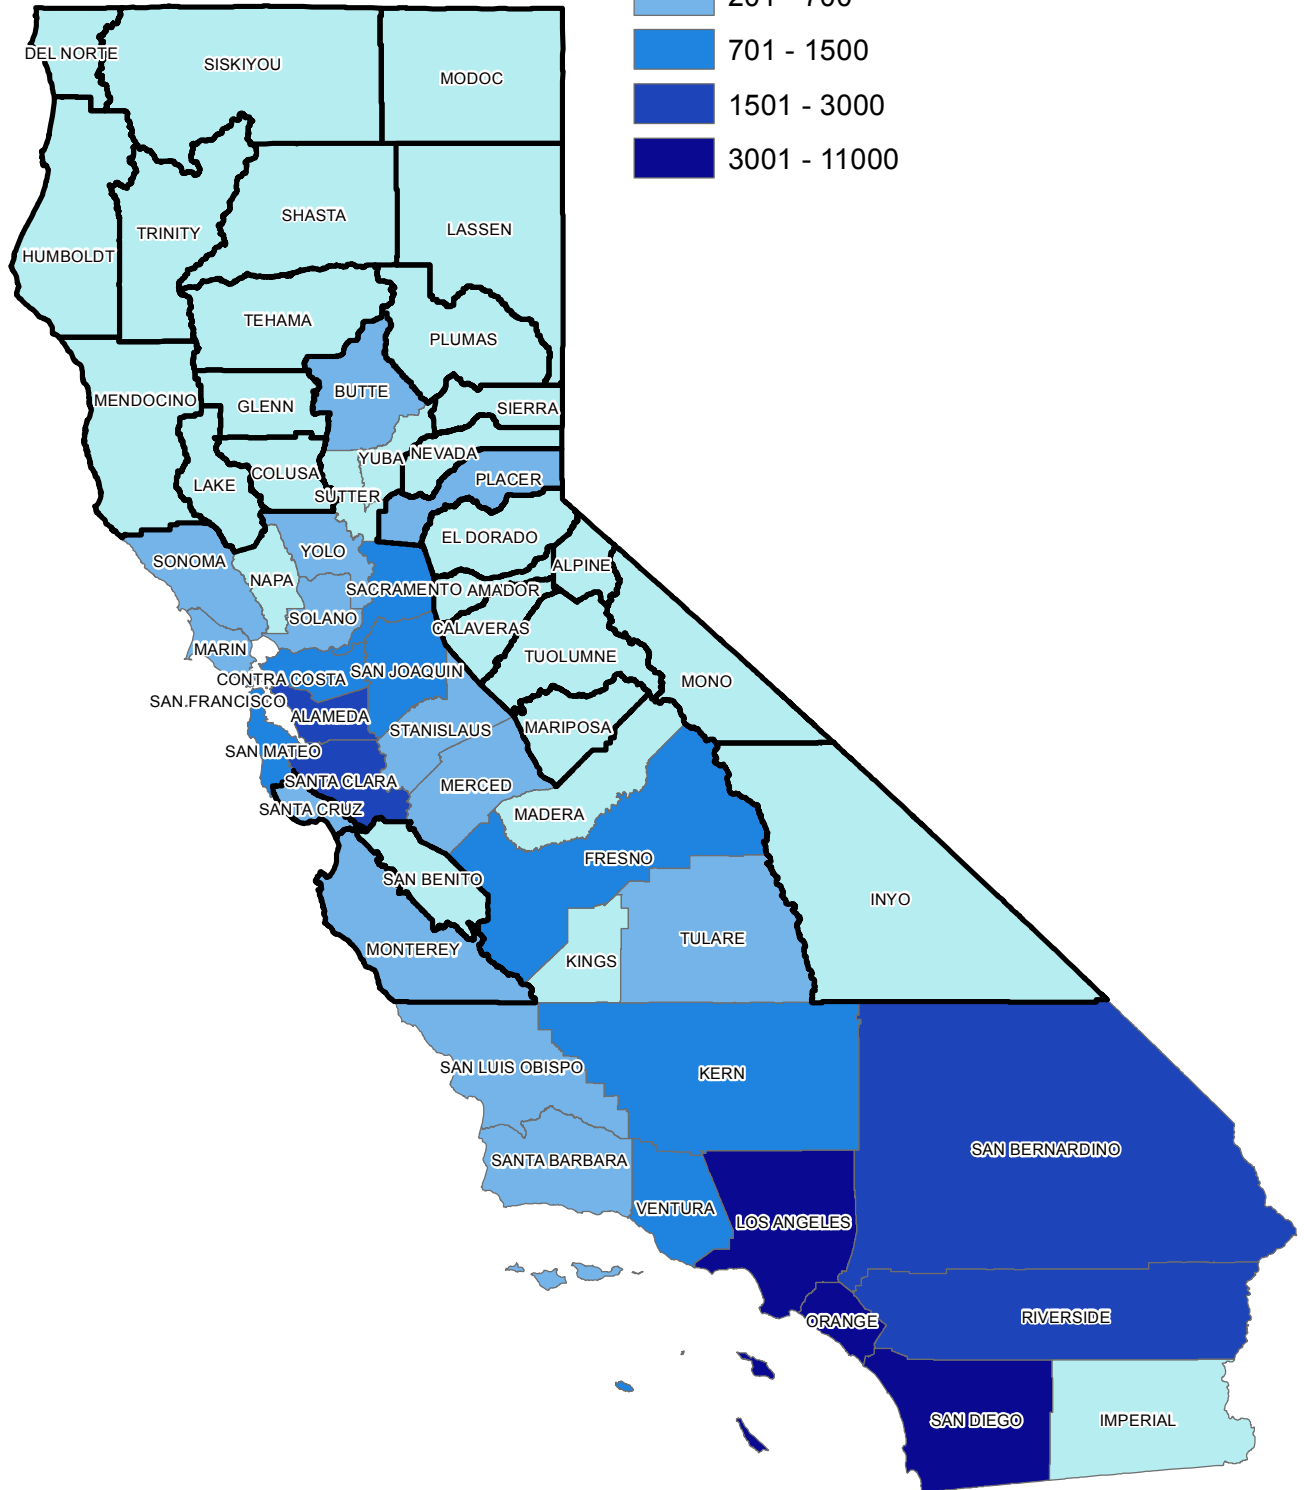 201 - 700
701 - 1500
1501 - 3000
3001 - 11000
DEL NORTE
SISKIYOU
MODOC
HUMBOLDT
TRINITY
SHASTA
LASSEN
TEHAMA
PLUMAS
MENDOCINO
GLENN
BUTTE
SIERRA
LAKE
COLUSA
YUBA
NEVADA
SUTTER
PLACER
EL DORADO
YOLO
SONOMA
NAPA
ALPINE
SACRAMENTO
AMADOR
SOLANO
CALAVERAS
MARIN
TUOLUMNE
CONTRA COSTA
SAN JOAQUIN
MONO
SAN FRANCISCO
ALAMEDA
STANISLAUS
MARIPOSA
SAN MATEO
SANTA CLARA
MERCED
SANTA CRUZ
MADERA
FRESNO
SAN BENITO
INYO
MONTEREY
KINGS
TULARE
SAN LUIS OBISPO
KERN
SAN BERNARDINO
SANTA BARBARA
VENTURA
LOS ANGELES
ORANGE
RIVERSIDE
SAN DIEGO
IMPERIAL